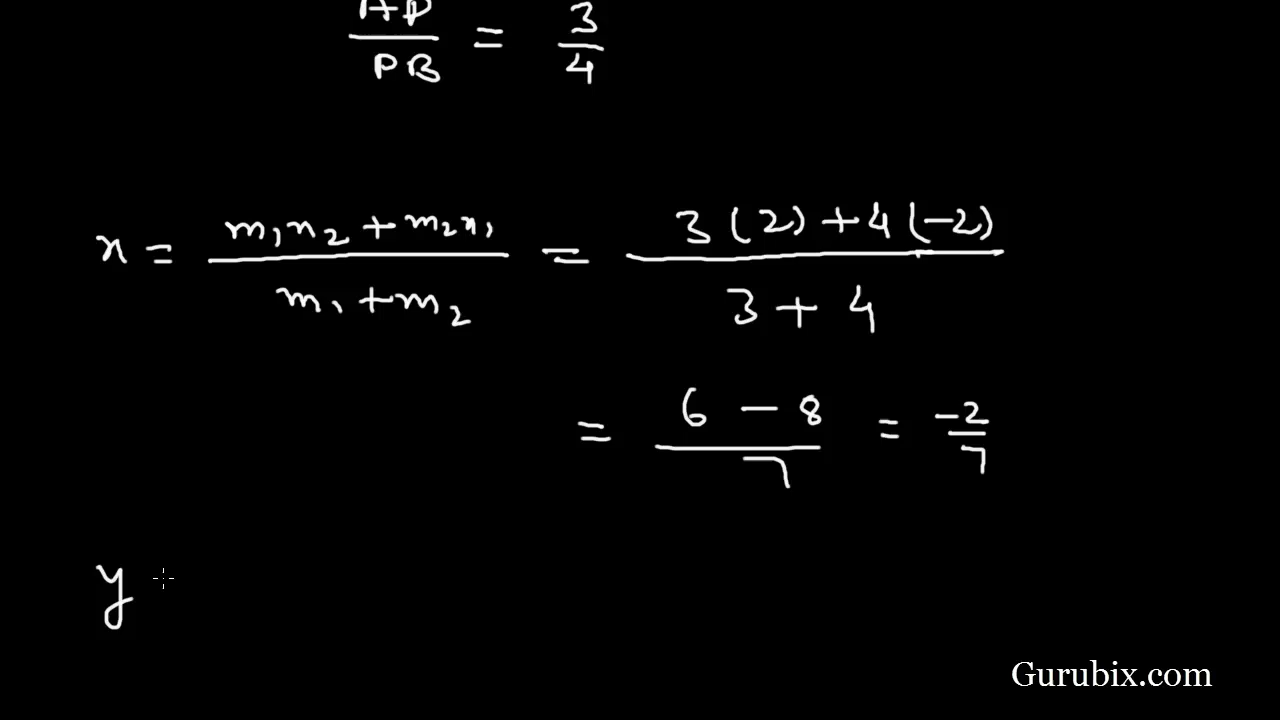 AP/PB = 3/4
x = (m₁x₂ + m₂x₁)/(m₁ + m₂) = (3(2) + 4(-2))/(3 + 4)
= (6 - 8)/7 = -2/7
y
Gurubix.com